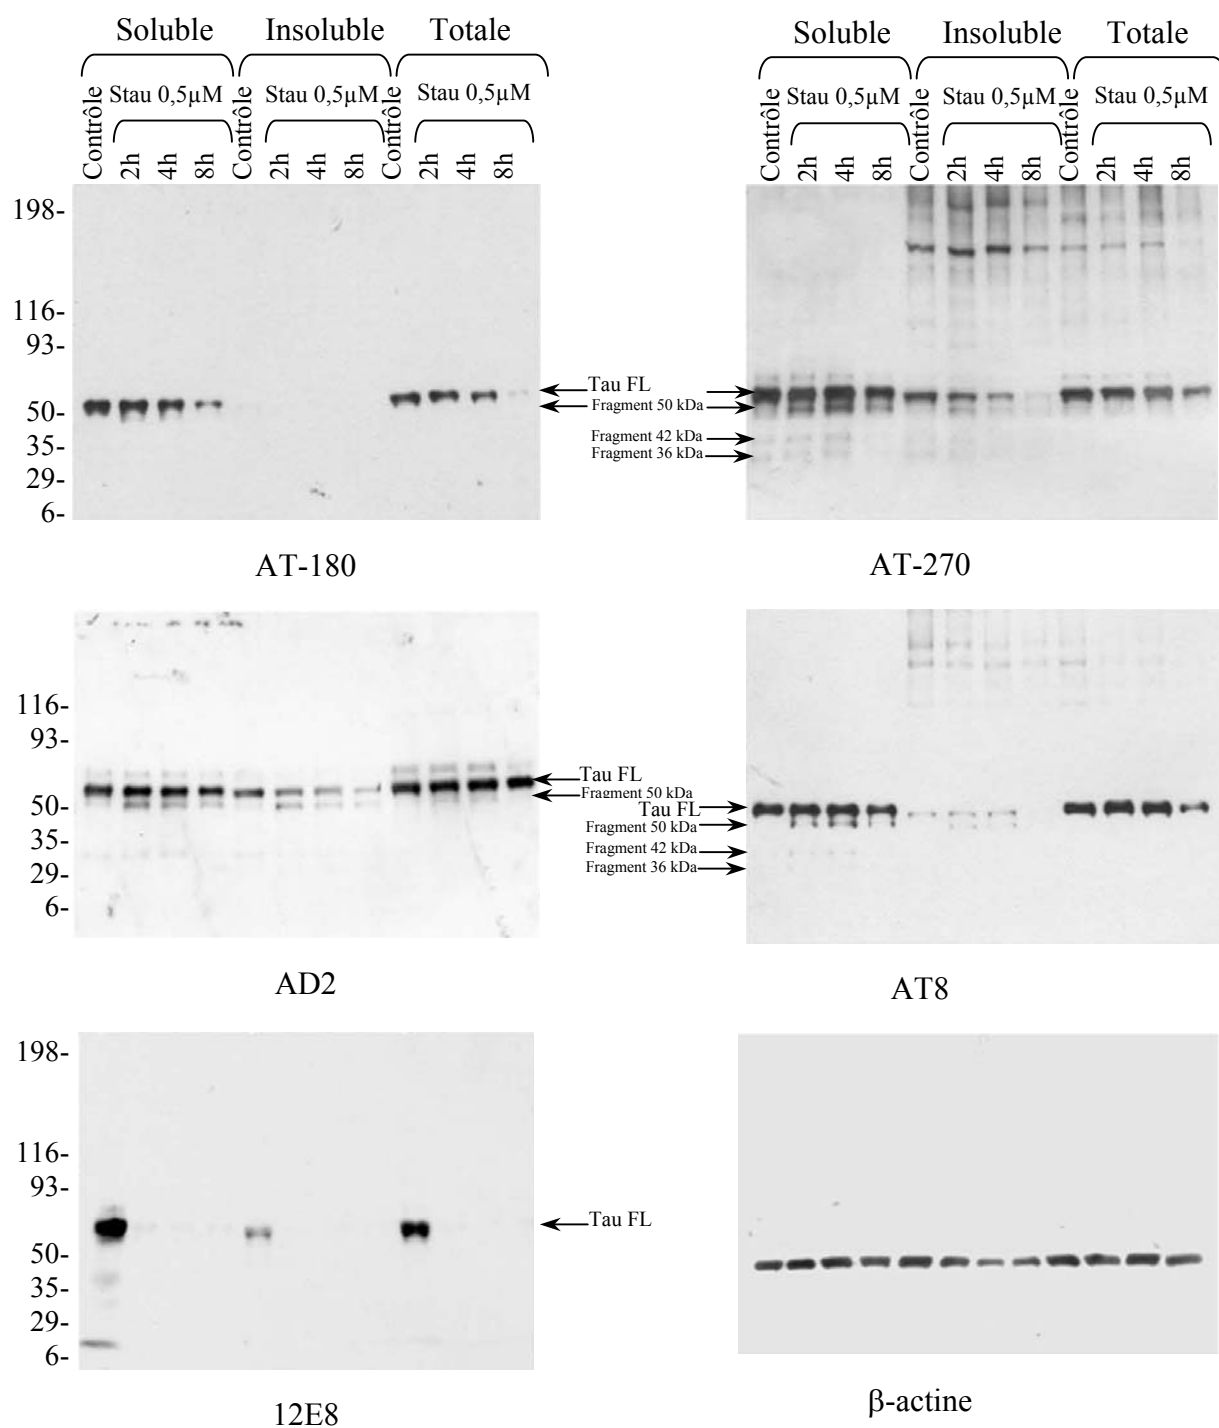 Soluble Insoluble Totale
Contrôle Stau 0,5µM Contrôle Stau 0,5µM Contrôle Stau 0,5µM
2h 4h 8h 2h 4h 8h 2h 4h 8h
198-
116-
93-
50-
35-
29-
6-
AT-180
Soluble Insoluble Totale
Contrôle Stau 0,5µM Contrôle Stau 0,5µM Contrôle Stau 0,5µM
2h 4h 8h 2h 4h 8h 2h 4h 8h
Tau FL
Fragment 50 kDa
Fragment 42 kDa
Fragment 36 kDa
AT-270
116-
93-
50-
35-
29-
6-
AD2
Tau FL
Fragment 50 kDa
Tau FL
Fragment 50 kDa
Fragment 42 kDa
Fragment 36 kDa
AT8
198-
116-
93-
50-
35-
29-
6-
Tau FL
12E8
β-actine